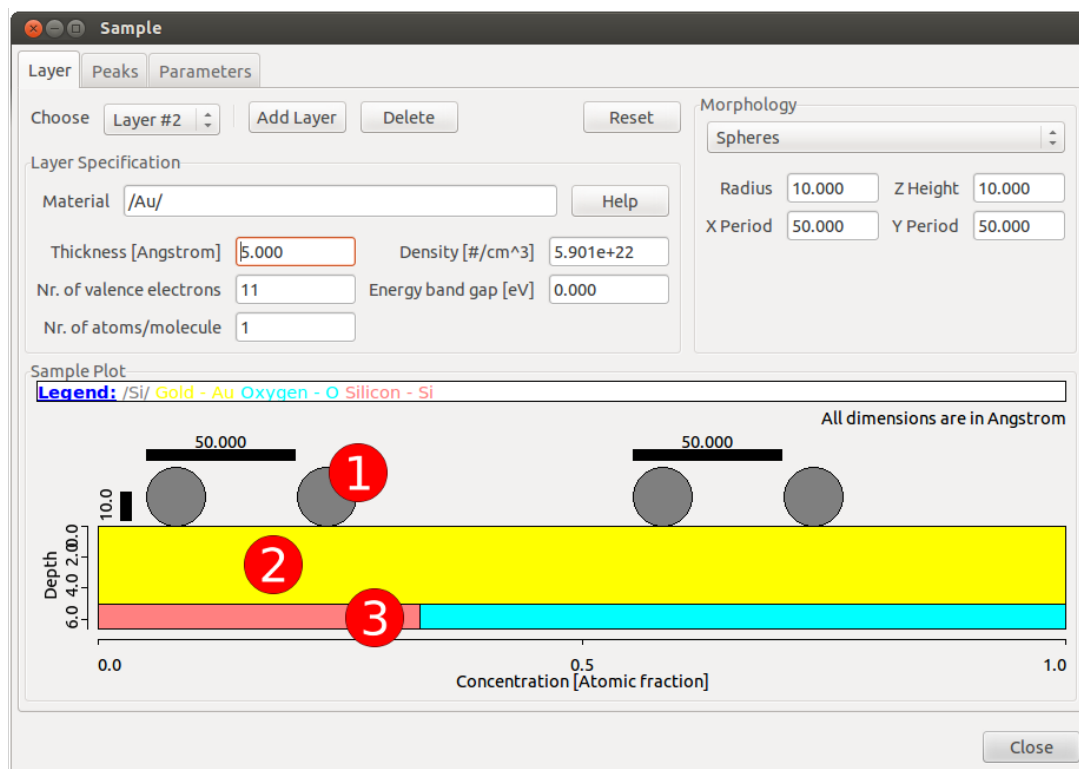 Sample
Layer Peaks Parameters
Choose Layer #2 Add Layer Delete Reset
Morphology
Spheres
Radius 10.000 Z Height 10.000
X Period 50.000 Y Period 50.000
Layer Specification
Material /Au/ Help
Thickness [Angstrom] 5.000 Density [#/cm^3] 5.901e+22
Nr. of valence electrons 11 Energy band gap [eV] 0.000
Nr. of atoms/molecule 1
Sample Plot
Legend: /Si/ Gold - Au Oxygen - O Silicon - Si
All dimensions are in Angstrom
50.000 50.000
1
10.0
2
3
Depth
0.0 2.0 4.0 6.0
0.0 0.5 1.0
Concentration [Atomic fraction]
Close